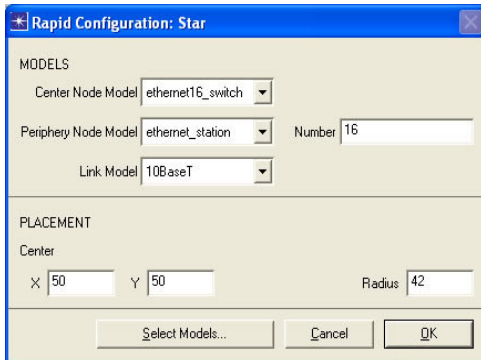 Rapid Configuration: Star
MODELS
Center Node Model ethernet16_switch
Periphery Node Model ethernet_station Number 16
Link Model 10BaseT
PLACEMENT
Center
X 50 Y 50 Radius 42
Select Models... Cancel OK